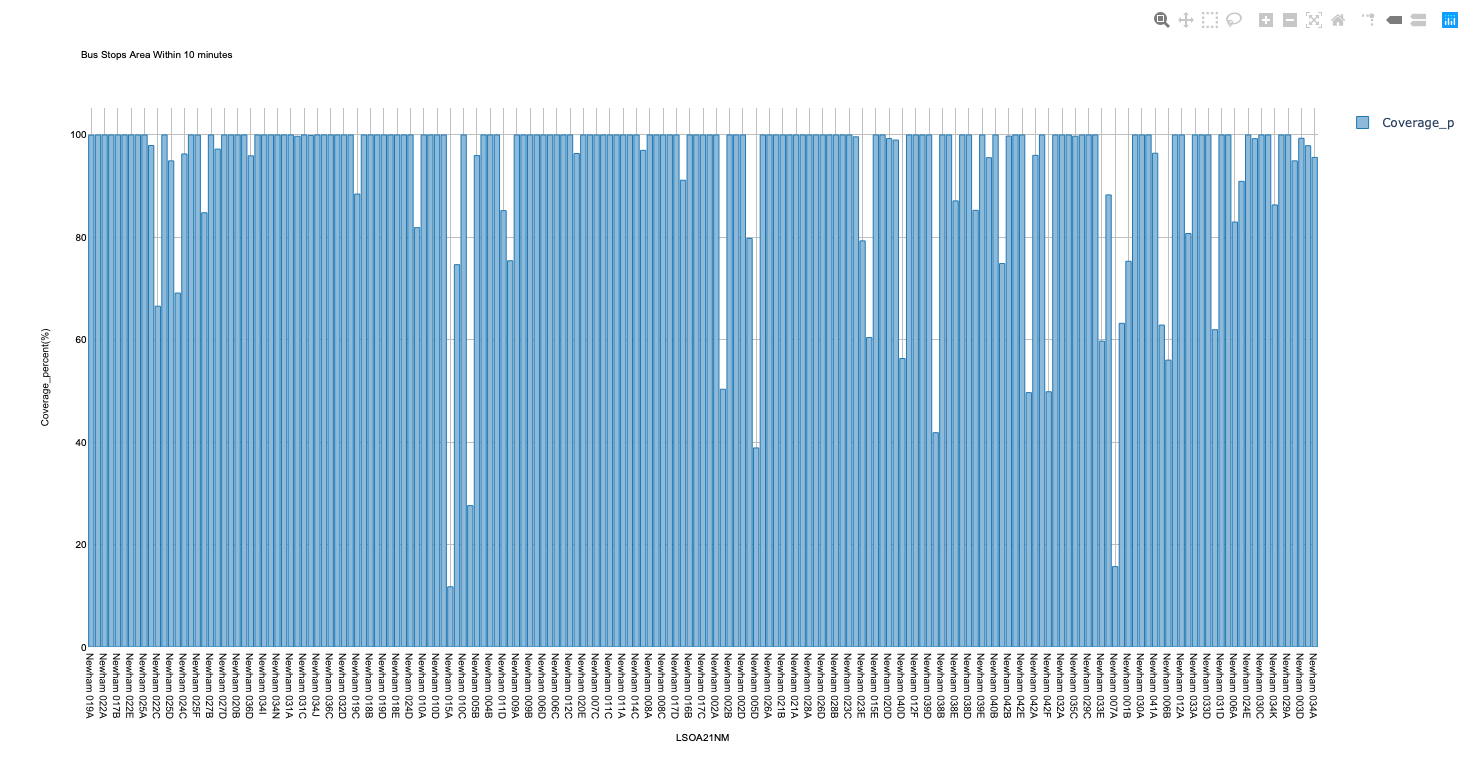 Bus Stops Area Within 10 minutes
Coverage_p
100
80
60
40
20
0
Coverage_percent(%)
Newham 019A
Newham 022A
Newham 017B
Newham 022E
Newham 025A
Newham 022C
Newham 025D
Newham 024C
Newham 025F
Newham 027B
Newham 027D
Newham 020B
Newham 036D
Newham 034I
Newham 034N
Newham 031A
Newham 031C
Newham 034J
Newham 036C
Newham 032D
Newham 019C
Newham 018B
Newham 019D
Newham 018E
Newham 024D
Newham 010A
Newham 010D
Newham 015A
Newham 010C
Newham 005B
Newham 004B
Newham 011D
Newham 009A
Newham 009B
Newham 006D
Newham 006C
Newham 012C
Newham 020E
Newham 007C
Newham 011C
Newham 011A
Newham 014C
Newham 008A
Newham 008C
Newham 017D
Newham 016B
Newham 017C
Newham 002A
Newham 002B
Newham 002D
Newham 005D
Newham 026A
Newham 021B
Newham 021A
Newham 028A
Newham 026D
Newham 028B
Newham 023C
Newham 023E
Newham 015E
Newham 020D
Newham 040D
Newham 012F
Newham 039D
Newham 038B
Newham 038E
Newham 038D
Newham 039E
Newham 040B
Newham 042B
Newham 042E
Newham 042A
Newham 042F
Newham 032A
Newham 035C
Newham 029C
Newham 033E
Newham 007A
Newham 001B
Newham 030A
Newham 041A
Newham 006B
Newham 012A
Newham 033A
Newham 033D
Newham 031D
Newham 006A
Newham 024E
Newham 030C
Newham 034K
Newham 029A
Newham 003D
Newham 034A
LSOA21NM